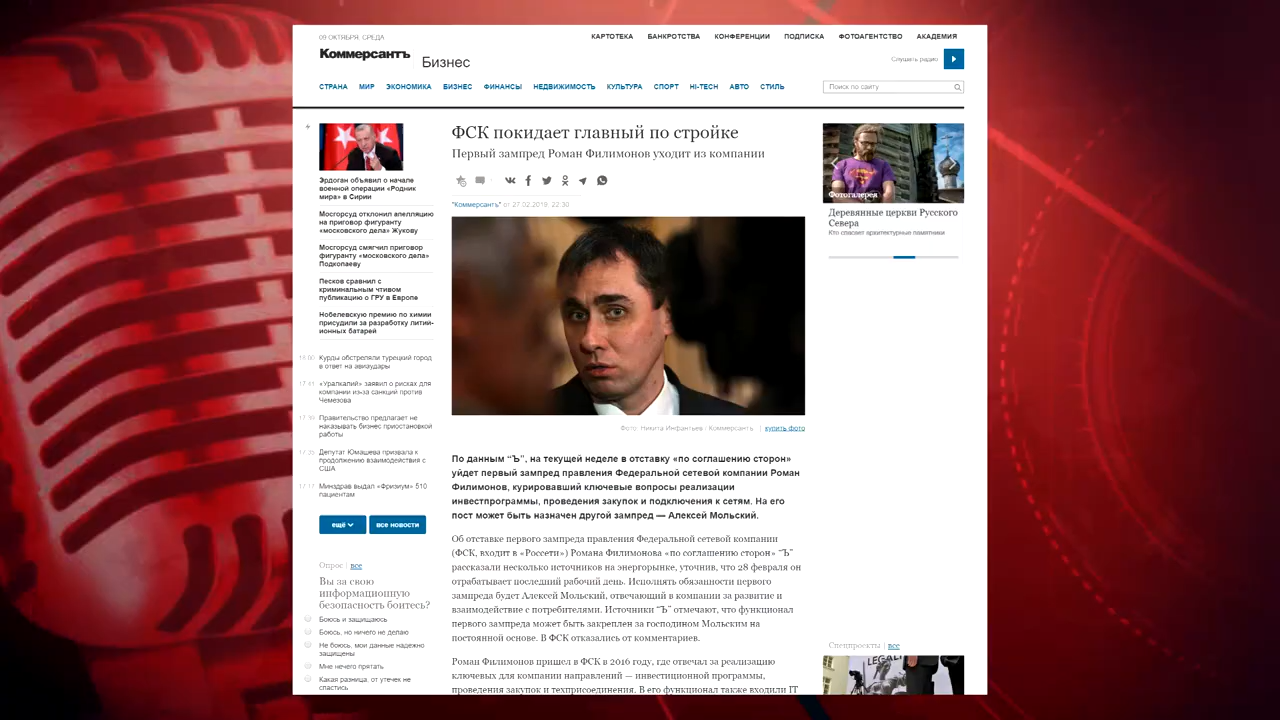 09 ОКТЯБРЯ, СРЕДА
КАРТОТЕКА БАНКРОТСТВА КОНФЕРЕНЦИИ ПОДПИСКА ФОТОАГЕНТСТВО АКАДЕМИЯ
Коммерсантъ Бизнес
Слушать радио
СТРАНА МИР ЭКОНОМИКА БИЗНЕС ФИНАНСЫ НЕДВИЖИМОСТЬ КУЛЬТУРА СПОРТ HI-TECH АВТО СТИЛЬ
Поиск по сайту
Эрдоган объявил о начале
военной операции «Родник
мира» в Сирии
Мосгорсуд отклонил апелляцию
на приговор фигуранту
«московского дела» Жукову
Мосгорсуд смягчил приговор
фигуранту «московского дела»
Подкопаеву
Песков сравнил с
криминальным чтивом
публикацию о ГРУ в Европе
Нобелевскую премию по химии
присудили за разработку литий-
ионных батарей
Курды обстреляли турецкий город
в ответ на авиаудары
«Уралкалий» заявил о рисках для
компании из-за санкций против
Чемезова
Правительство предлагает не
наказывать бизнес приостановкой
работы
Депутат Юмашева призвала к
продолжению взаимодействия с
США
17:17 Минздрав выдал «Фризиум» 510
пациентам
ещё все новости
Опрос | все
Вы за свою
информационную
безопасность боитесь?
Боюсь и защищаюсь
Боюсь, но ничего не делаю
Не боюсь, мои данные надежно
защищены
Мне нечего прятать
Какая разница, от утечек не
спастись
ФСК покидает главный по стройке
Первый зампред Роман Филимонов уходит из компании
"Коммерсантъ" от 27.02.2019, 22:30
Фото: Никита Инфантьев / Коммерсантъ | купить фото
По данным “Ъ”, на текущей неделе в отставку «по соглашению сторон»
уйдет первый зампред правления Федеральной сетевой компании Роман
Филимонов, курировавший ключевые вопросы реализации
инвестпрограммы, проведения закупок и подключения к сетям. На его
пост может быть назначен другой зампред — Алексей Мольский.
Об отставке первого зампреда правления Федеральной сетевой компании
(ФСК, входит в «Россети») Романа Филимонова «по соглашению сторон» “Ъ”
рассказали несколько источников на энергорынке, уточнив, что 28 февраля он
отрабатывает последний рабочий день. Исполнять обязанности первого
зампреда будет Алексей Мольский, отвечающий в компании за развитие и
взаимодействие с потребителями. Источники “Ъ” отмечают, что функционал
первого зампреда может быть закреплен за господином Мольским на
постоянной основе. В ФСК отказались от комментариев.
Роман Филимонов пришел в ФСК в 2016 году, где отвечал за реализацию
ключевых для компании направлений — инвестиционной программы,
проведения закупок и техприсоединения. В его функционал также входили IT
Фотогалерея
Деревянные церкви Русского
Севера
Кто спасает архитектурные памятники
Спецпроекты | все
LEGALI